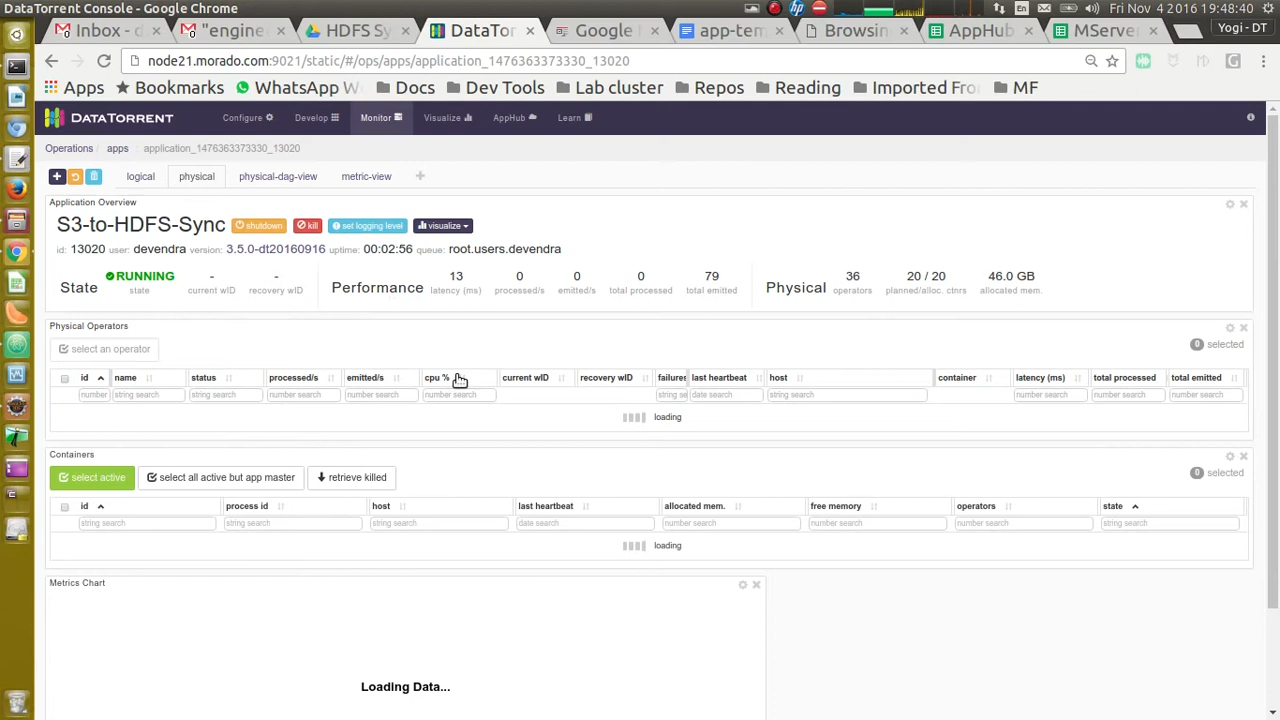 DataTorrent Console - Google Chrome
En
Fri Nov 4 2016 19:48:40
Inbox - d
"engine
HDFS Sy
DataTor
Google
app-tem
Browsin
AppHub
MServer
Yogi - DT
node21.morado.com:9021/static/#/ops/apps/application_1476363373330_13020
Apps
Bookmarks
WhatsApp W
Docs
Dev Tools
Lab cluster
Repos
Reading
Imported Fro
MF
DATATORRENT
Configure
Develop
Monitor
Visualize
AppHub
Learn
Operations
apps
application_1476363373330_13020
logical
physical
physical-dag-view
metric-view
Application Overview
S3-to-HDFS-Sync
shutdown
kill
set logging level
visualize
id: 13020 user: devendra version: 3.5.0-dt20160916 uptime: 00:02:56 queue: root.users.devendra
State
RUNNING
state
-
current wID
-
recovery wID
Performance
13
latency (ms)
0
processed/s
0
emitted/s
0
total processed
79
total emitted
Physical
36
operators
20 / 20
planned/alloc. ctnrs
46.0 GB
allocated mem.
Physical Operators
select an operator
0 selected
id name status processed/s emitted/s cpu % current wID recovery wID failures last heartbeat host container latency (ms) total processed total emitted
number string search string search number search number search number search string se date search string search number search number search number search
loading
Containers
select active
select all active but app master
retrieve killed
0 selected
id process id host last heartbeat allocated mem. free memory operators state
string search string search string search date search number search number search number search string search
loading
Metrics Chart
Loading Data...